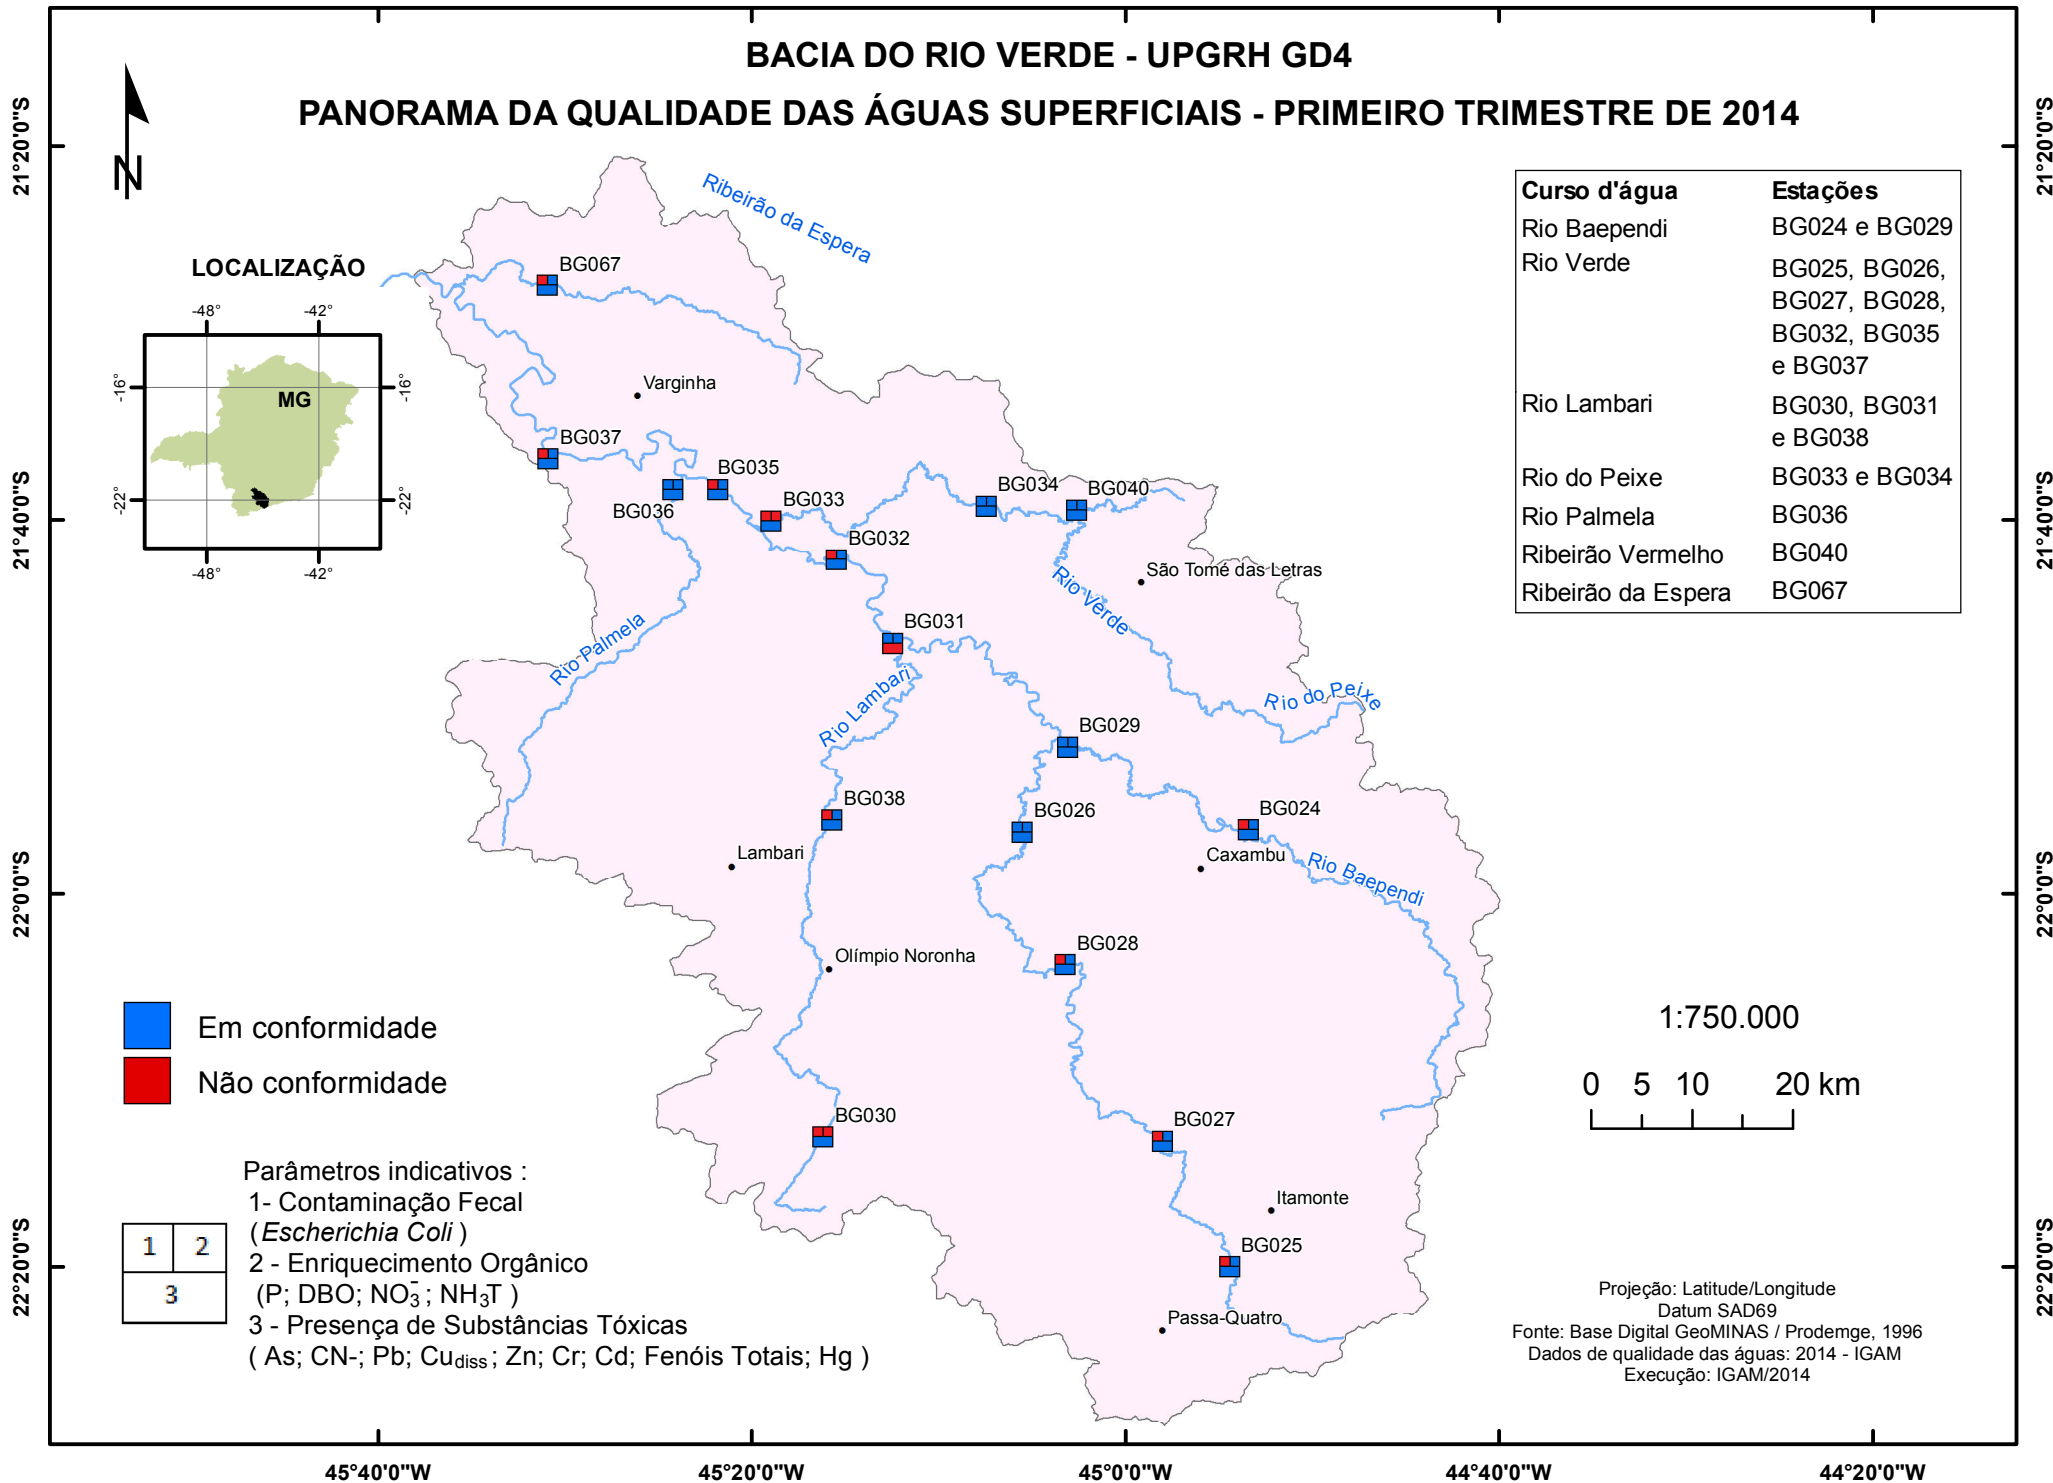 BACIA DO RIO VERDE - UPGRH GD4
PANORAMA DA QUALIDADE DAS ÁGUAS SUPERFICIAIS - PRIMEIRO TRIMESTRE DE 2014
N
21°20'0"S
21°20'0"S
21°40'0"S
21°40'0"S
22°0'0"S
22°0'0"S
22°20'0"S
22°20'0"S
LOCALIZAÇÃO
-48°
-42°
-16°
-16°
MG
-22°
-22°
-48°
-42°
Curso d'água Estações
Rio Baependi BG024 e BG029
Rio Verde BG025, BG026,
BG027, BG028,
BG032, BG035
e BG037
Rio Lambari BG030, BG031
e BG038
Rio do Peixe BG033 e BG034
Rio Palmela BG036
Ribeirão Vermelho BG040
Ribeirão da Espera BG067
Ribeirão da Espera
BG067
Varginha
BG037
BG035
BG036
BG033
BG034
BG040
BG032
São Tomé das Letras
Rio Verde
BG031
Rio Palmela
Rio Lambari
Rio do Peixe
BG029
BG038
BG026
BG024
Lambari
Caxambu
Rio Baependi
BG028
Olímpio Noronha
BG030
BG027
Itamonte
BG025
Passa-Quatro
Em conformidade
Não conformidade
1 2
3
Parâmetros indicativos :
1- Contaminação Fecal
(Escherichia Coli )
2 - Enriquecimento Orgânico
(P; DBO; NO₃⁻; NH₃T )
3 - Presença de Substâncias Tóxicas
( As; CN-; Pb; Cudiss; Zn; Cr; Cd; Fenóis Totais; Hg )
1:750.000
0 5 10 20 km
Projeção: Latitude/Longitude
Datum SAD69
Fonte: Base Digital GeoMINAS / Prodemge, 1996
Dados de qualidade das águas: 2014 - IGAM
Execução: IGAM/2014
45°40'0"W 45°20'0"W 45°0'0"W 44°40'0"W 44°20'0"W